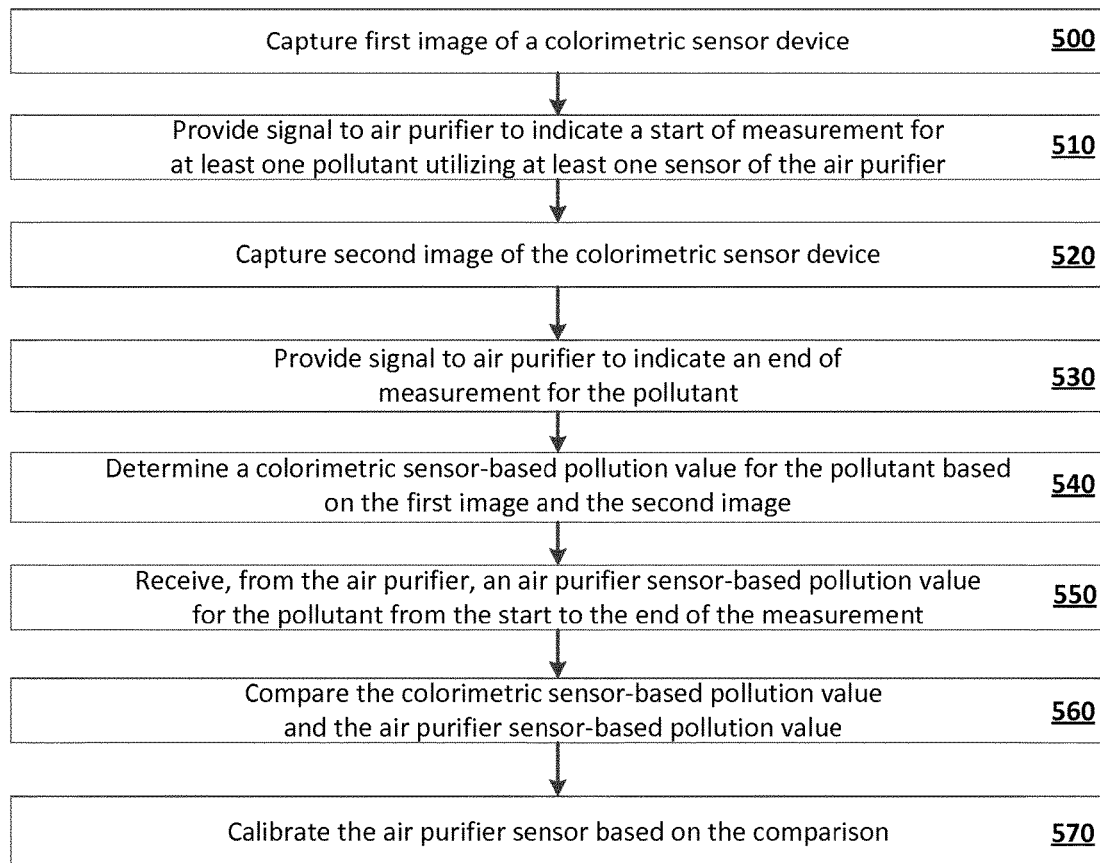 Capture first image of a colorimetric sensor device 500
Provide signal to air purifier to indicate a start of measurement for
at least one pollutant utilizing at least one sensor of the air purifier 510
Capture second image of the colorimetric sensor device 520
Provide signal to air purifier to indicate an end of
measurement for the pollutant 530
Determine a colorimetric sensor-based pollution value for the pollutant based
on the first image and the second image 540
Receive, from the air purifier, an air purifier sensor-based pollution value
for the pollutant from the start to the end of the measurement 550
Compare the colorimetric sensor-based pollution value
and the air purifier sensor-based pollution value 560
Calibrate the air purifier sensor based on the comparison 570